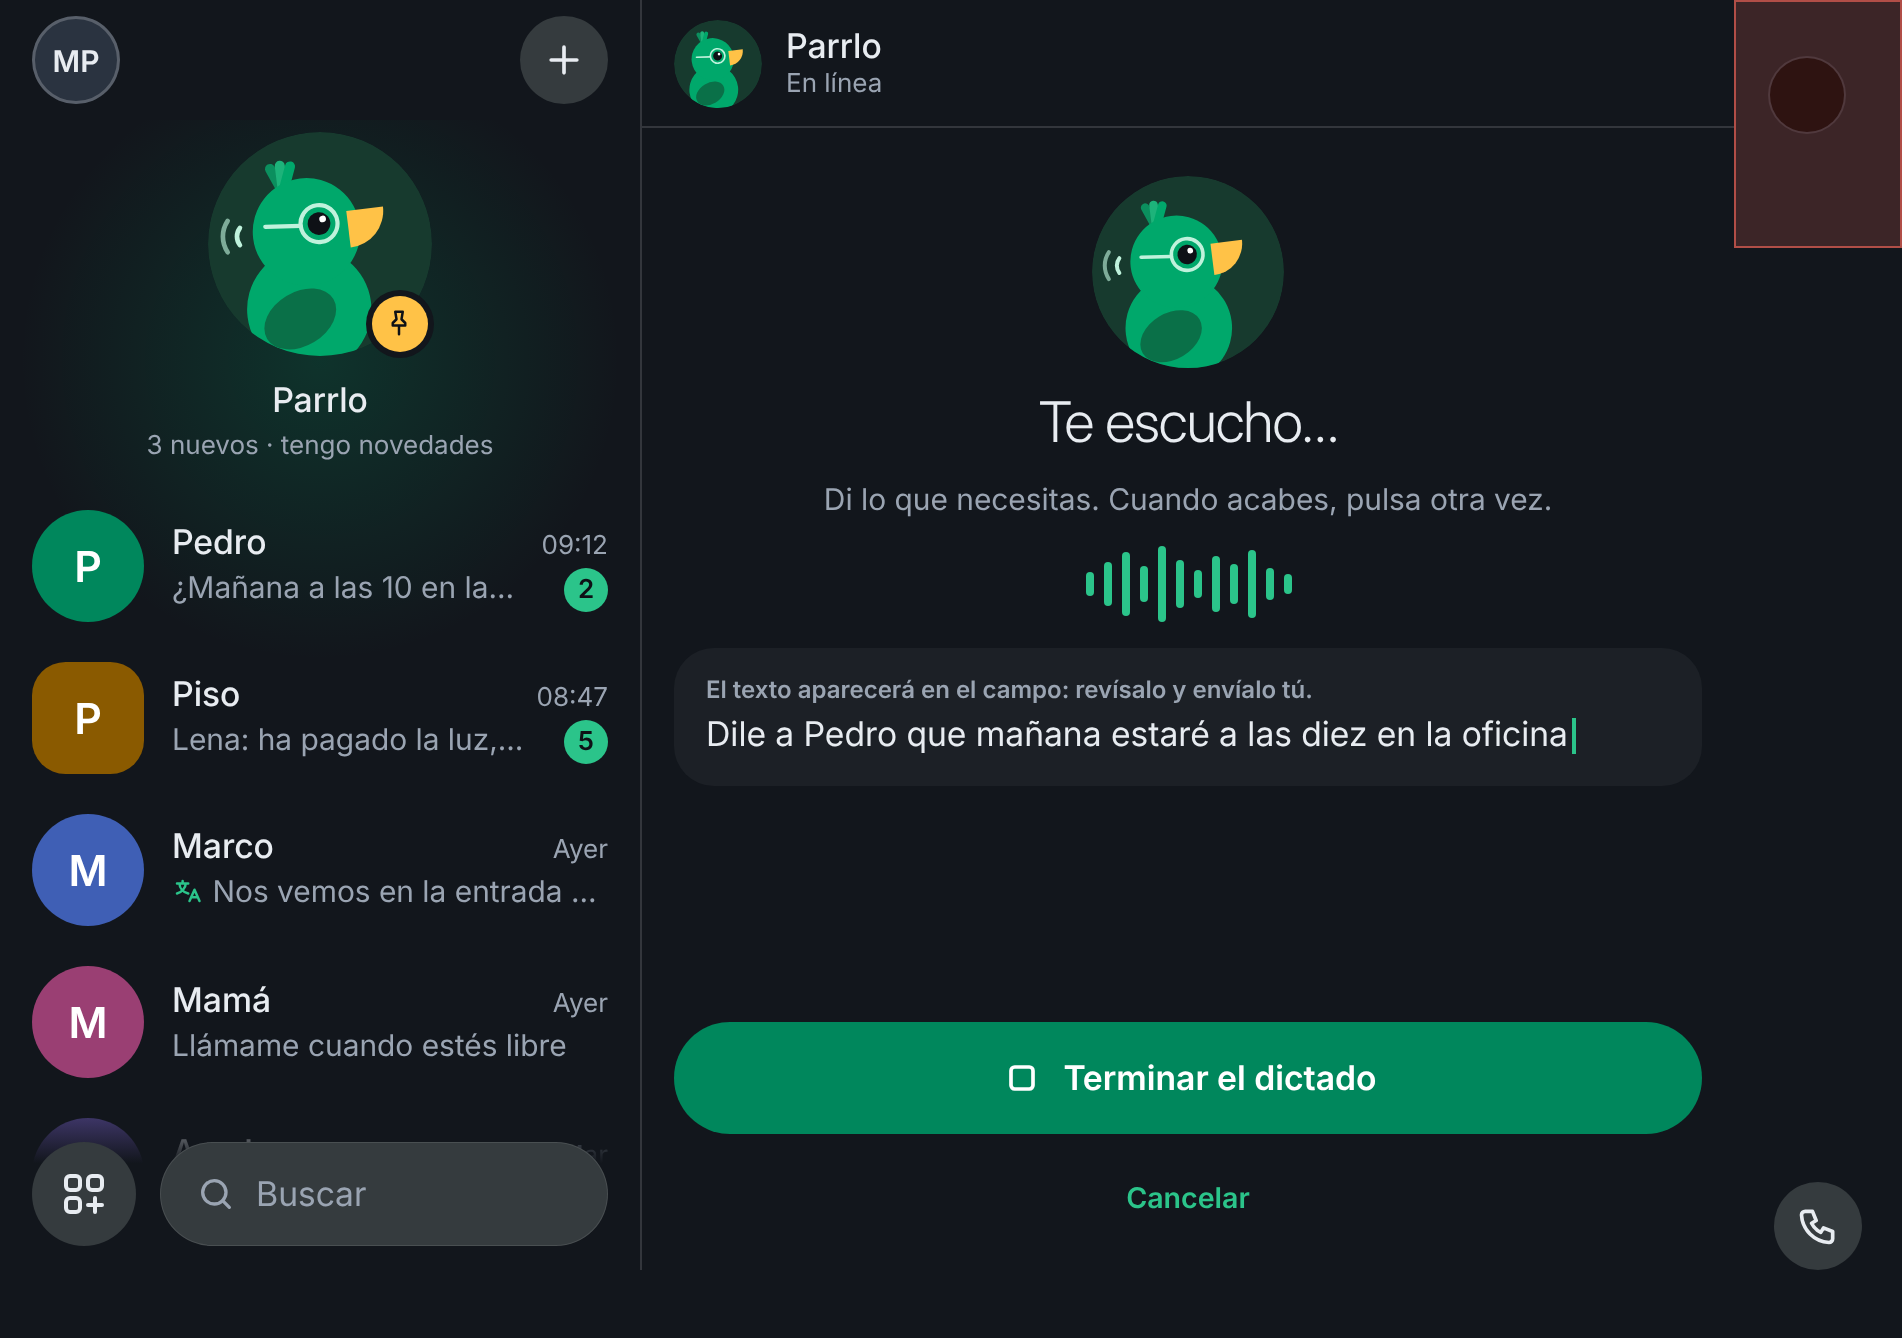 MP
Parrlo
3 nuevos · tengo novedades
P
Pedro
09:12
¿Mañana a las 10 en la...
2
P
Piso
08:47
Lena: ha pagado la luz,...
5
M
Marco
Ayer
Nos vemos en la entrada ...
M
Mamá
Ayer
Llámame cuando estés libre
Buscar
Parrlo
En línea
Te escucho...
Di lo que necesitas. Cuando acabes, pulsa otra vez.
El texto aparecerá en el campo: revísalo y envíalo tú.
Dile a Pedro que mañana estaré a las diez en la oficina
Terminar el dictado
Cancelar